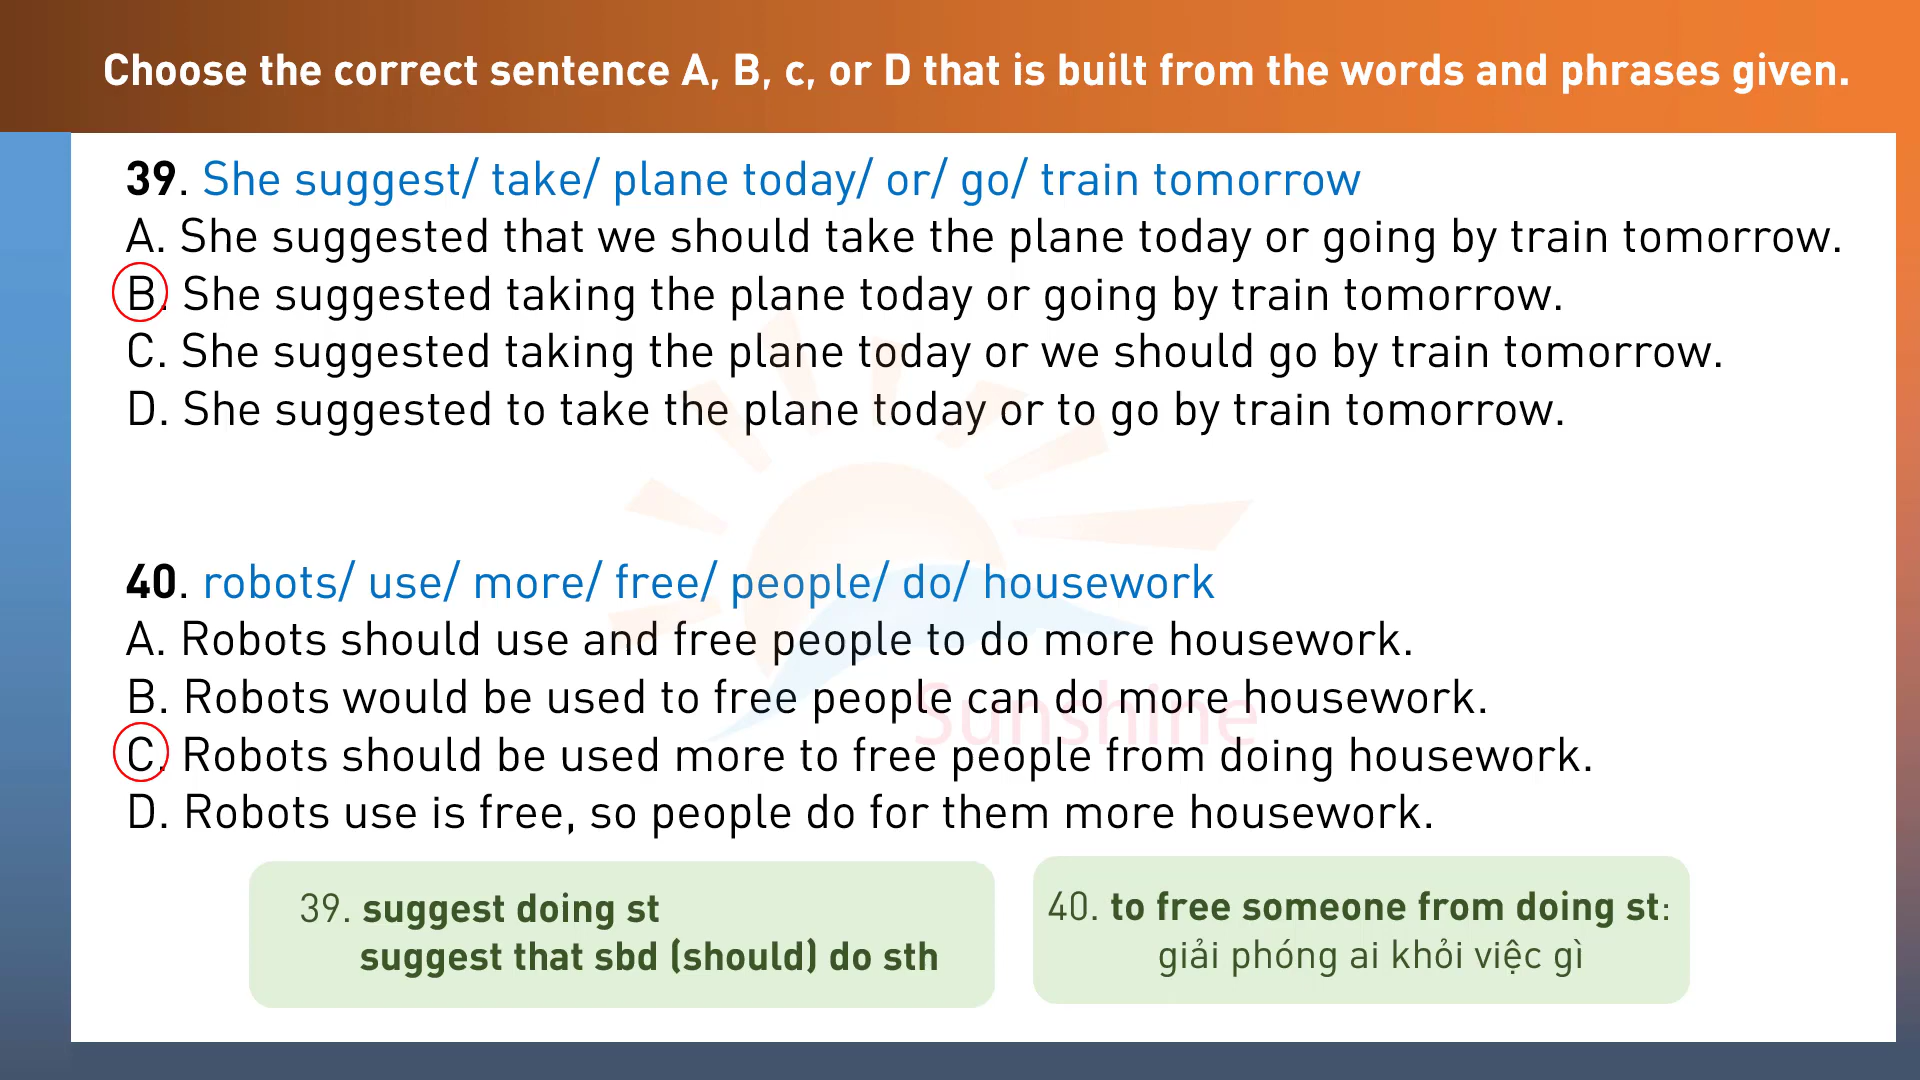 Choose the correct sentence A, B, c, or D that is built from the words and phrases given.
39. She suggest/ take/ plane today/ or/ go/ train tomorrow
A. She suggested that we should take the plane today or going by train tomorrow.
B. She suggested taking the plane today or going by train tomorrow.
C. She suggested taking the plane today or we should go by train tomorrow.
D. She suggested to take the plane today or to go by train tomorrow.
40. robots/ use/ more/ free/ people/ do/ housework
A. Robots should use and free people to do more housework.
B. Robots would be used to free people can do more housework.
Sunshine
C. Robots should be used more to free people from doing housework.
D. Robots use is free, so people do for them more housework.
39. suggest doing st
suggest that sbd (should) do sth
40. to free someone from doing st:
giải phóng ai khỏi việc gì